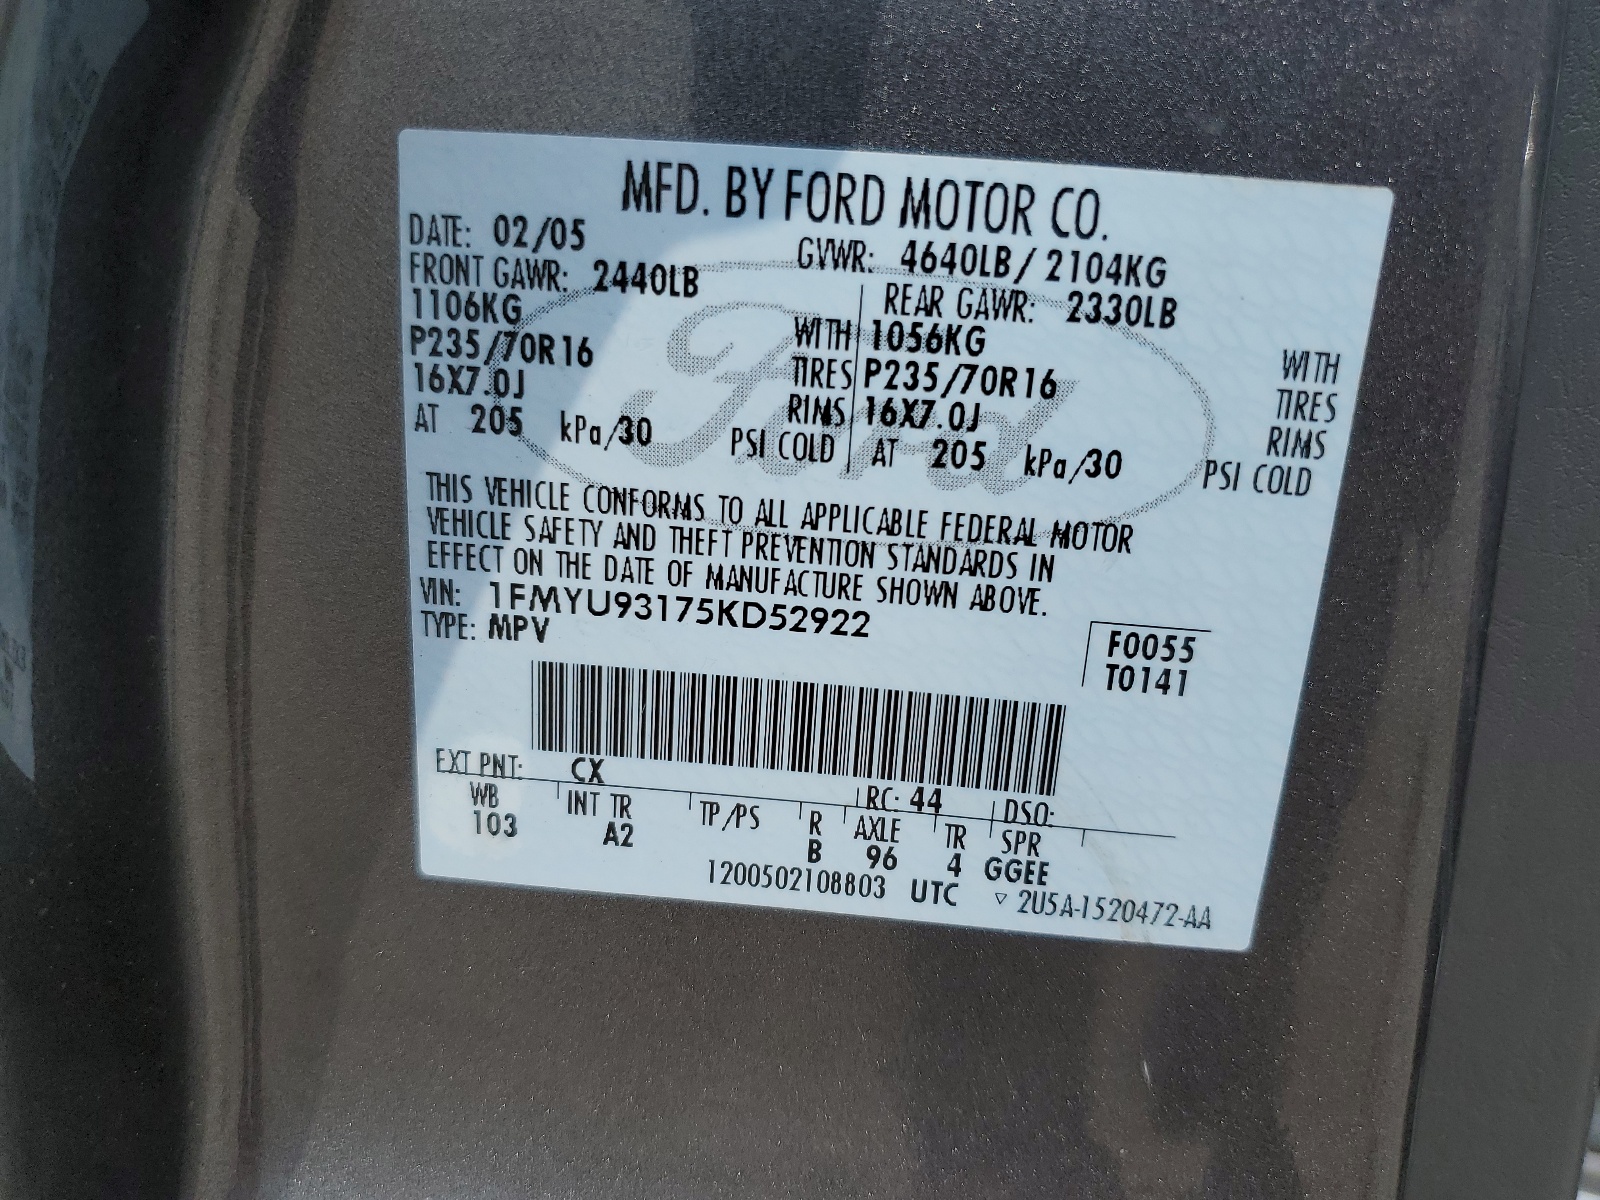 MFD. BY FORD MOTOR CO.
DATE: 02/05 GVWR: 4640LB / 2104KG
FRONT GAWR: 2440LB REAR GAWR: 2330LB
1106KG WITH 1056KG WITH
P235/70R16 TIRES P235/70R16 TIRES
16X7.0J RIMS 16X7.0J RIMS
AT 205 kPa/30 PSI COLD AT 205 kPa/30 PSI COLD
Ford
THIS VEHICLE CONFORMS TO ALL APPLICABLE FEDERAL MOTOR
VEHICLE SAFETY AND THEFT PREVENTION STANDARDS IN
EFFECT ON THE DATE OF MANUFACTURE SHOWN ABOVE.
VIN: 1FMYU93175KD52922
TYPE: MPV
F0055
T0141
EXT PNT: CX RC: 44 DSO:
WB INT TR TP/PS R AXLE TR SPR
103 A2 B 96 4 GGEE
1200502108803 UTC ▽ 2U5A-1520472-AA